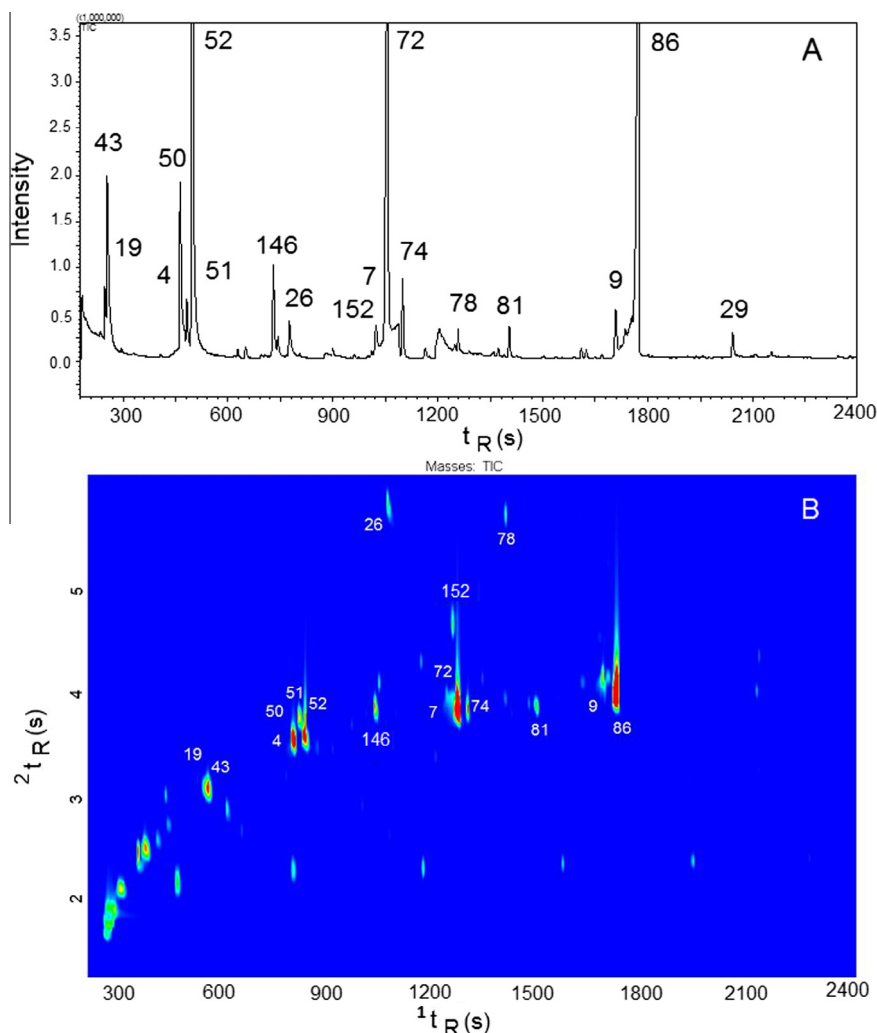 (x1,000,000)
TIC
3.5
3.0
2.5
2.0
1.5
1.0
0.5
0.0
Intensity
52 72 86 A
43 50
19 4 51 146 7 74
26 152 78 81 9 29
300 600 900 1200 1500 1800 2100 2400
t R (s)
Masses: TIC
B
26 78
152
72
51
50 52
4 146 7 74 81 9 86
19 43
5
4
3
2
2 t R (s)
300 600 900 1200 1500 1800 2100 2400
1 t R (s)